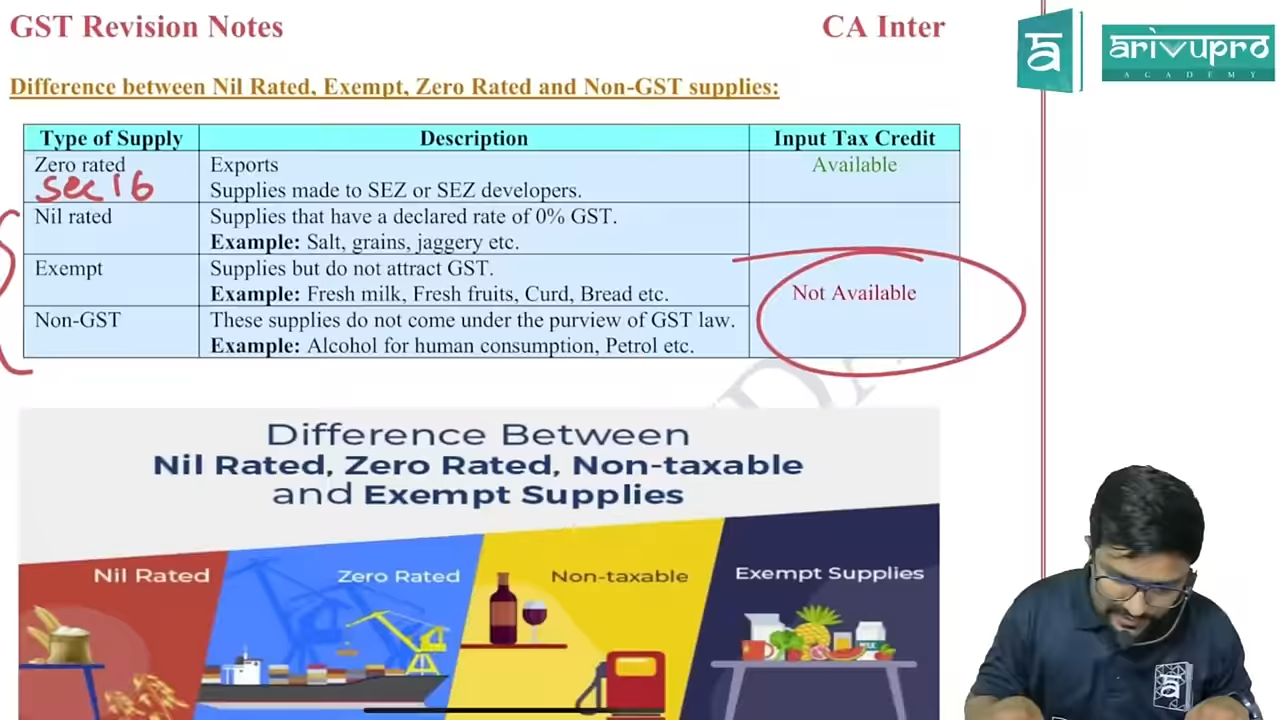 GST Revision Notes
CA Inter
arivupro
ACADEMY
Difference between Nil Rated, Exempt, Zero Rated and Non-GST supplies:
Type of Supply Description Input Tax Credit
Zero rated Exports Available
sec 16 Supplies made to SEZ or SEZ developers.
Nil rated Supplies that have a declared rate of 0% GST.
Example: Salt, grains, jaggery etc.
Exempt Supplies but do not attract GST.
Example: Fresh milk, Fresh fruits, Curd, Bread etc. Not Available
Non-GST These supplies do not come under the purview of GST law.
Example: Alcohol for human consumption, Petrol etc.
Difference Between
Nil Rated, Zero Rated, Non-taxable
and Exempt Supplies
Nil Rated Zero Rated Non-taxable Exempt Supplies